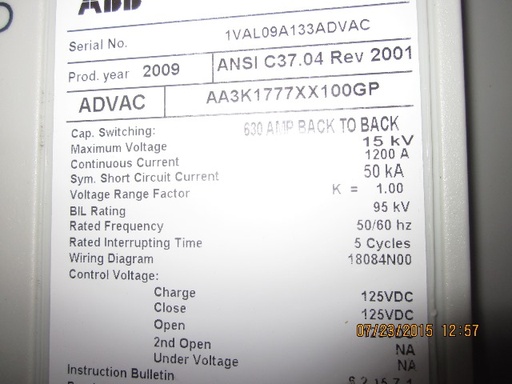 ABB
Serial No. 1VAL09A133ADVAC
Prod. year 2009 ANSI C37.04 Rev 2001
ADVAC AA3K1777XX100GP
Cap. Switching: 630 AMP BACK TO BACK
Maximum Voltage 15 kV
Continuous Current 1200 A
Sym. Short Circuit Current 50 kA
Voltage Range Factor K = 1.00
BIL Rating 95 kV
Rated Frequency 50/60 hz
Rated Interrupting Time 5 Cycles
Wiring Diagram 18084N00
Control Voltage:
Charge 125VDC
Close 125VDC
Open
07/23/2015 12:57
2nd Open NA
Under Voltage NA
Instruction Bulletin